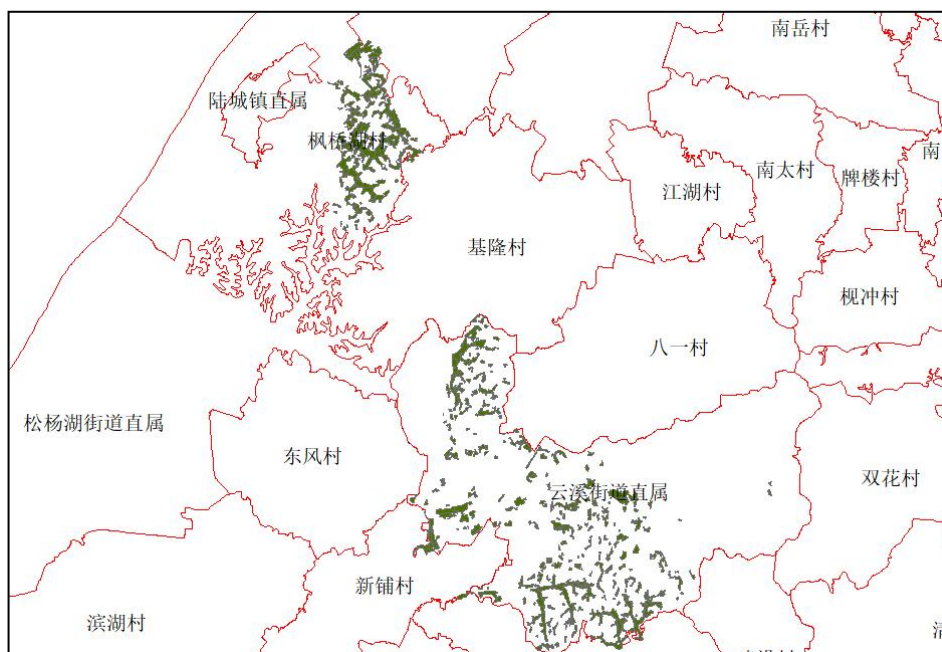 南岳村
陆城镇直属
枫桥湖村
南
南太村
牌楼村
江湖村
基隆村
枧冲村
八一村
松杨湖街道直属
东风村
双花村
云溪街道直属
新铺村
滨湖村